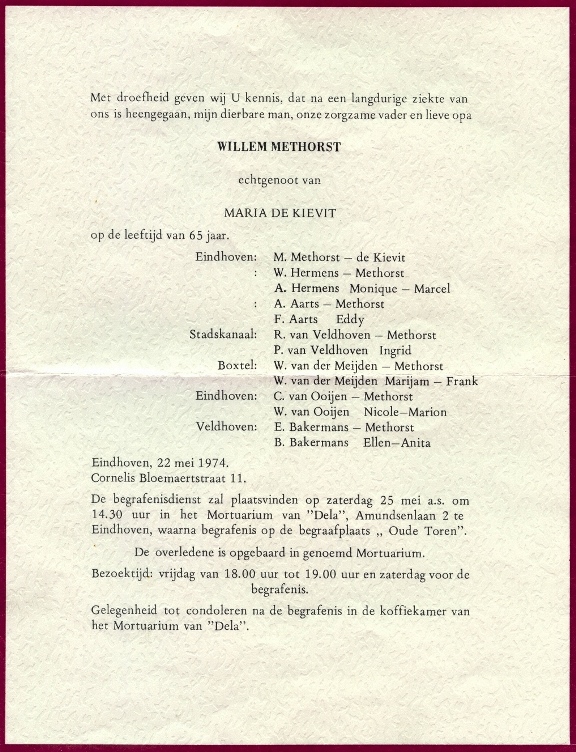 Met droefheid geven wij U kennis, dat na een langdurige ziekte van
ons is heengegaan, mijn dierbare man, onze zorgzame vader en lieve opa
WILLEM METHORST
echtgenoot van
MARIA DE KIEVIT
op de leeftijd van 65 jaar.
Eindhoven: M. Methorst – de Kievit
: W. Hermens – Methorst
A. Hermens Monique – Marcel
: A. Aarts – Methorst
F. Aarts Eddy
Stadskanaal: R. van Veldhoven – Methorst
P. van Veldhoven Ingrid
Boxtel: W. van der Meijden – Methorst
W. van der Meijden Marijam – Frank
Eindhoven: C. van Ooijen – Methorst
W. van Ooijen Nicole–Marion
Veldhoven: E. Bakermans – Methorst
B. Bakermans Ellen–Anita
Eindhoven, 22 mei 1974.
Cornelis Bloemaertstraat 11.
De begrafenisdienst zal plaatsvinden op zaterdag 25 mei a.s. om
14.30 uur in het Mortuarium van ”Dela”, Amundsenlaan 2 te
Eindhoven, waarna begrafenis op de begraafplaats ,, Oude Toren”.
De overledene is opgebaard in genoemd Mortuarium.
Bezoektijd: vrijdag van 18.00 uur tot 19.00 uur en zaterdag voor de
begrafenis.
Gelegenheid tot condoleren na de begrafenis in de koffiekamer van
het Mortuarium van ”Dela”.